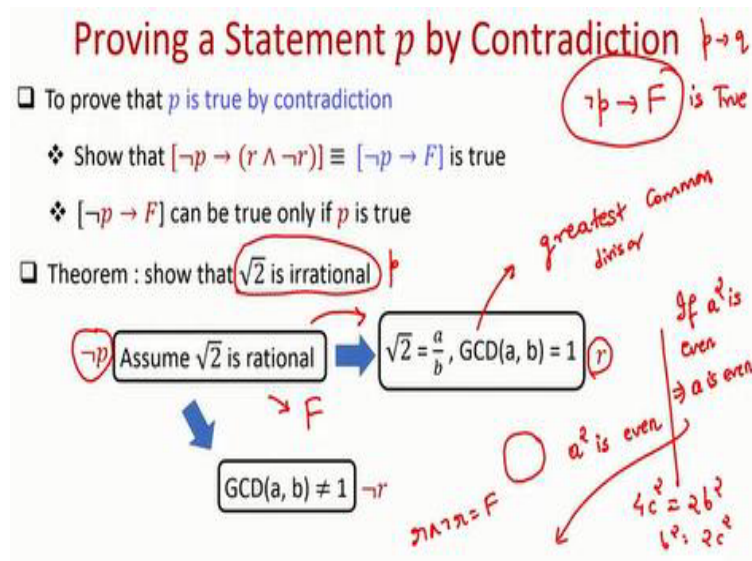 Proving a Statement p by Contradiction p→q
❑ To prove that p is true by contradiction
¬p → F is True
❖ Show that [¬p → (r ∧ ¬r)] ≡ [¬p → F] is true
❖ [¬p → F] can be true only if p is true
greatest common
divisor
❑ Theorem : show that √2 is irrational p
¬p Assume √2 is rational
√2 = a/b, GCD(a, b) = 1 r
If a² is
even
⇒ a is even
→ F
a² is even
GCD(a, b) ≠ 1 ¬r
r∧¬r = F
4c² = 2b²
b² = 2c²